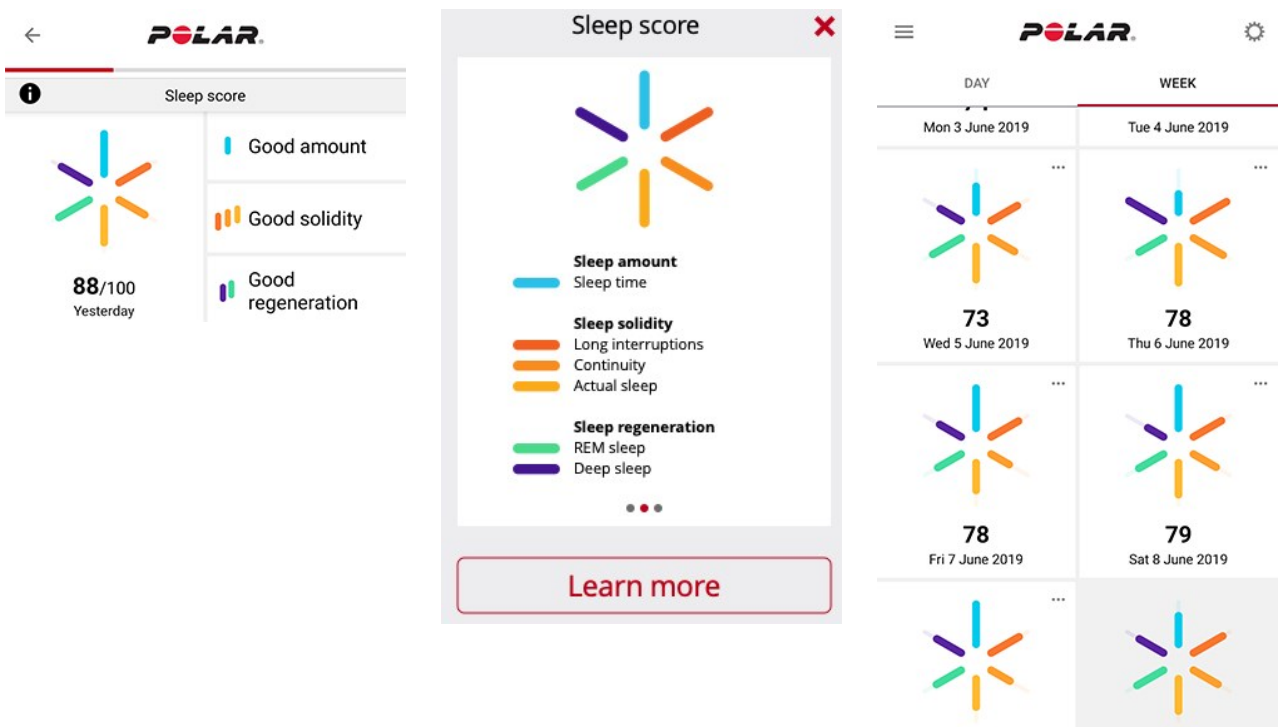 POLAR.
Sleep score
Good amount
Good solidity
Good
regeneration
88/100
Yesterday
Sleep score
Sleep amount
Sleep time
Sleep solidity
Long interruptions
Continuity
Actual sleep
Sleep regeneration
REM sleep
Deep sleep
Learn more
POLAR.
DAY
WEEK
Mon 3 June 2019
Tue 4 June 2019
73
Wed 5 June 2019
78
Thu 6 June 2019
78
Fri 7 June 2019
79
Sat 8 June 2019